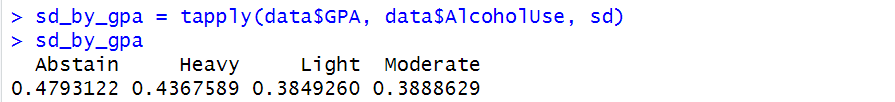 > sd_by_gpa = tapply(data$GPA, data$AlcoholUse, sd)
> sd_by_gpa
  Abstain     Heavy     Light  Moderate
0.4793122 0.4367589 0.3849260 0.3888629